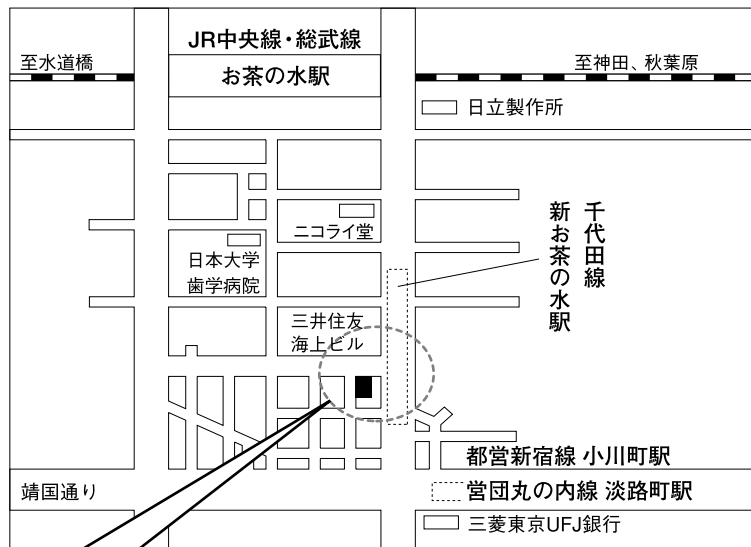 JR中央線・総武線
至水道橋
お茶の水駅
至神田、秋葉原
日立製作所
ニコライ堂
千代田線
新お茶の水駅
日本大学
歯学病院
三井住友
海上ビル
都営新宿線 小川町駅
靖国通り
営団丸の内線 淡路町駅
三菱東京UFJ銀行